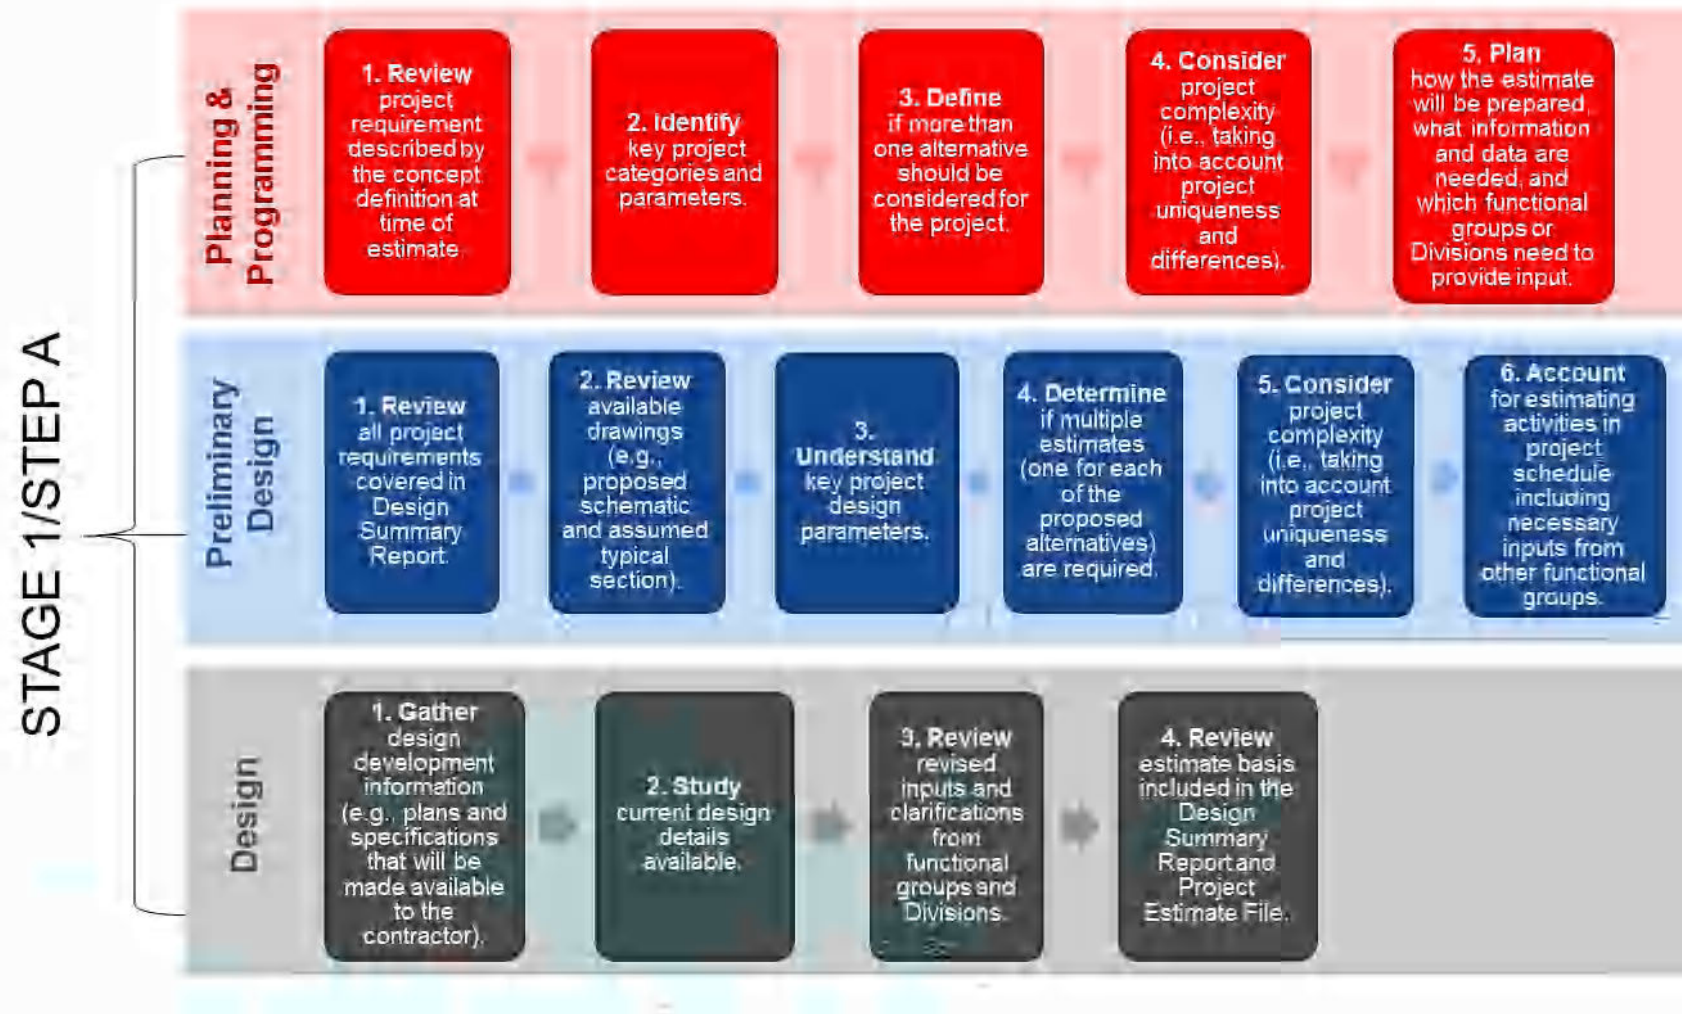 STAGE 1/STEP A
Planning &
Programming
1. Review
project
requirement
described by
the concept
definition at
time of
estimate.
2. Identify
key project
categories and
parameters.
3. Define
if more than
one alternative
should be
considered for
the project.
4. Consider
project
complexity
(i.e., taking
into account
project
uniqueness
and
differences).
5. Plan
how the estimate
will be prepared,
what information
and data are
needed, and
which functional
groups or
Divisions need to
provide input.
Preliminary
Design
1. Review
all project
requirements
covered in
Design
Summary
Report.
2. Review
available
drawings
(e.g.,
proposed
schematic
and assumed
typical
section).
3.
Understand
key project
design
parameters.
4. Determine
if multiple
estimates
(one for each
of the
proposed
alternatives)
are required.
5. Consider
project
complexity
(i.e., taking
into account
project
uniqueness
and
differences).
6. Account
for estimating
activities in
project
schedule
including
necessary
inputs from
other functional
groups.
Design
1. Gather
design
development
information
(e.g., plans and
specifications
that will be
made available
to the
contractor).
2. Study
current design
details
available.
3. Review
revised
inputs and
clarifications
from
functional
groups and
Divisions.
4. Review
estimate basis
included in the
Design
Summary
Report and
Project
Estimate File.